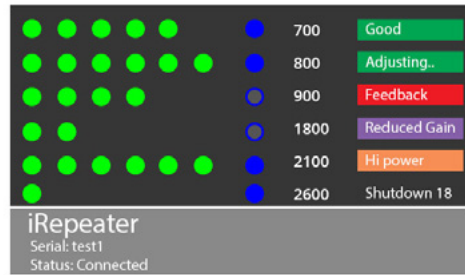 700 Good
800 Adjusting..
900 Feedback
1800 Reduced Gain
2100 Hi power
2600 Shutdown 18
iRepeater
Serial: test1
Status: Connected